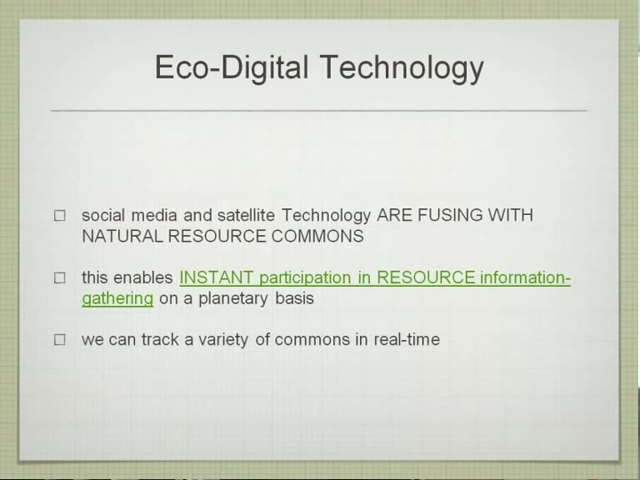 Eco-Digital Technology
social media and satellite Technology ARE FUSING WITH
NATURAL RESOURCE COMMONS
this enables INSTANT participation in RESOURCE information-
gathering on a planetary basis
we can track a variety of commons in real-time